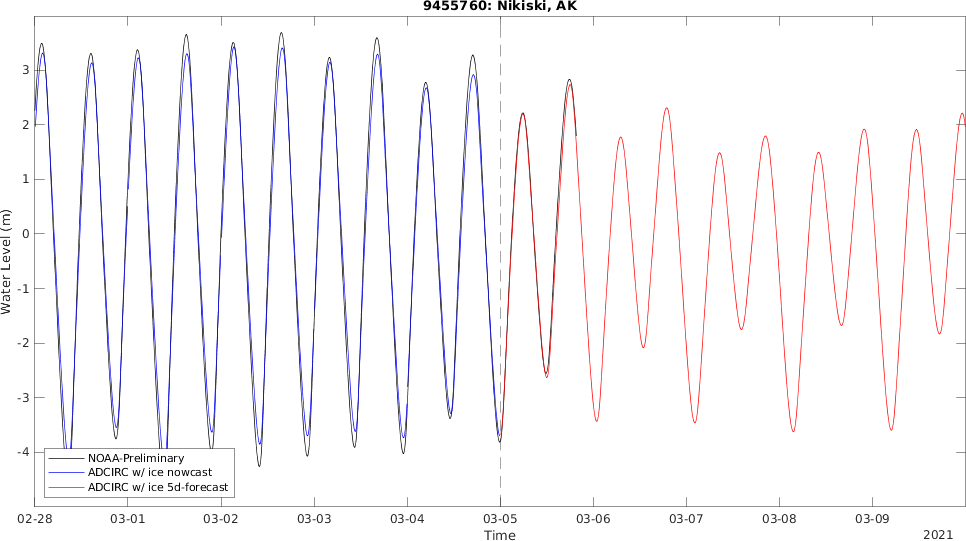 9455760: Nikiski, AK
3
2
1
0
-1
-2
-3
-4
Water Level (m)
NOAA-Preliminary
ADCIRC w/ ice nowcast
ADCIRC w/ ice 5d-forecast
02-28 03-01 03-02 03-03 03-04 03-05 03-06 03-07 03-08 03-09
Time
2021